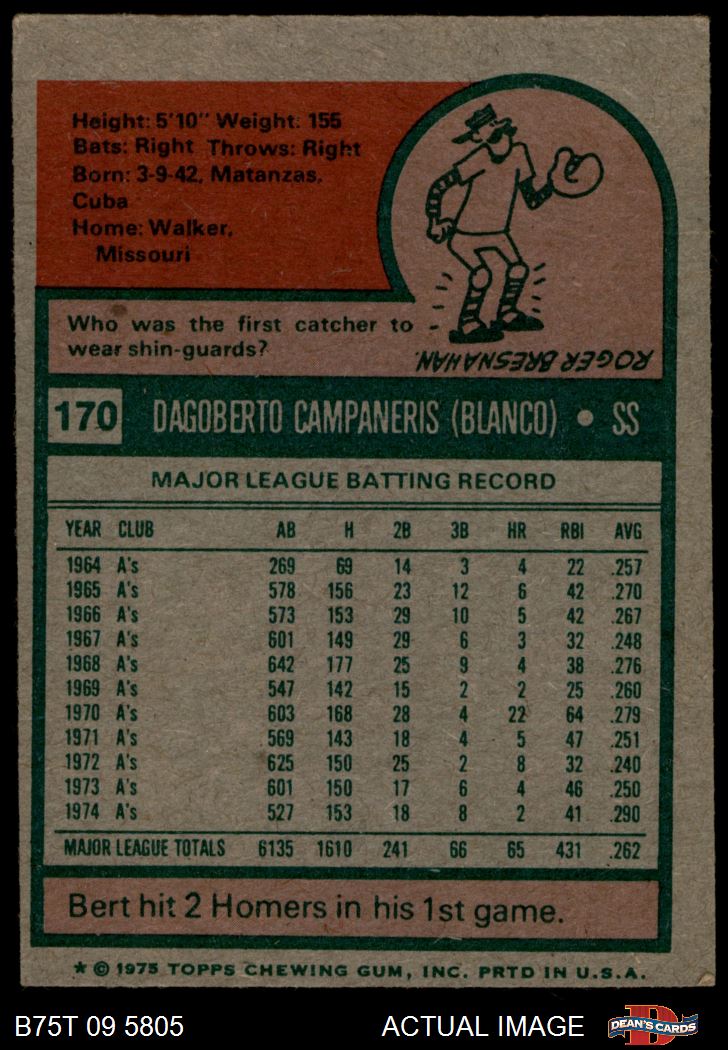 Height: 5'10" Weight: 155
Bats: Right Throws: Right
Born: 3-9-42, Matanzas,
Cuba
Home: Walker,
Missouri
Who was the first catcher to
wear shin-guards?
ROGER BRESNAHAN.
170 DAGOBERTO CAMPANERIS (BLANCO) • SS
MAJOR LEAGUE BATTING RECORD
YEAR CLUB AB H 2B 3B HR RBI AVG
1964 A's 269 69 14 3 4 22 .257
1965 A's 578 156 23 12 6 42 .270
1966 A's 573 153 29 10 5 42 .267
1967 A's 601 149 29 6 3 32 .248
1968 A's 642 177 25 9 4 38 .276
1969 A's 547 142 15 2 2 25 .260
1970 A's 603 168 28 4 22 64 .279
1971 A's 569 143 18 4 5 47 .251
1972 A's 625 150 25 2 8 32 .240
1973 A's 601 150 17 6 4 46 .250
1974 A's 527 153 18 8 2 41 .290
MAJOR LEAGUE TOTALS 6135 1610 241 66 65 431 .262
Bert hit 2 Homers in his 1st game.
* © 1975 TOPPS CHEWING GUM, INC. PRTD IN U.S.A.
B75T 09 5805 ACTUAL IMAGE D DEAN'S CARDS